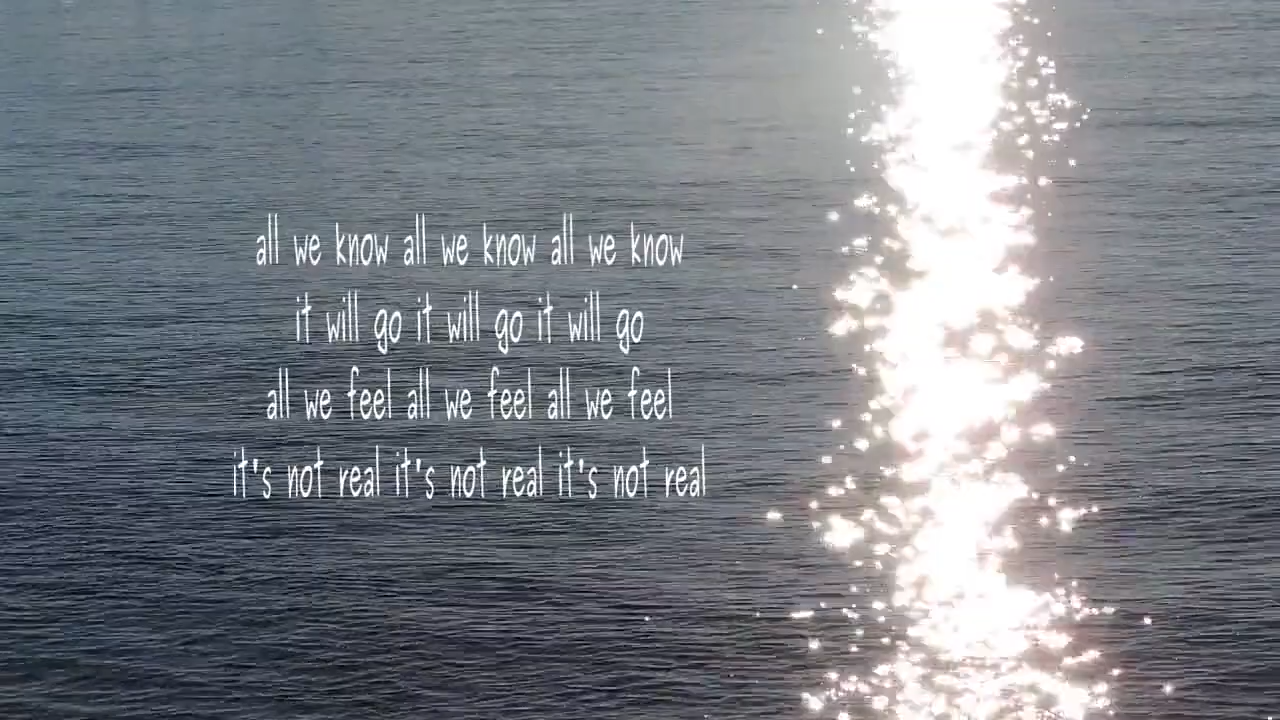 all we know all we know all we know
it will go it will go it will go
all we feel all we feel all we feel
it's not real it's not real it's not real